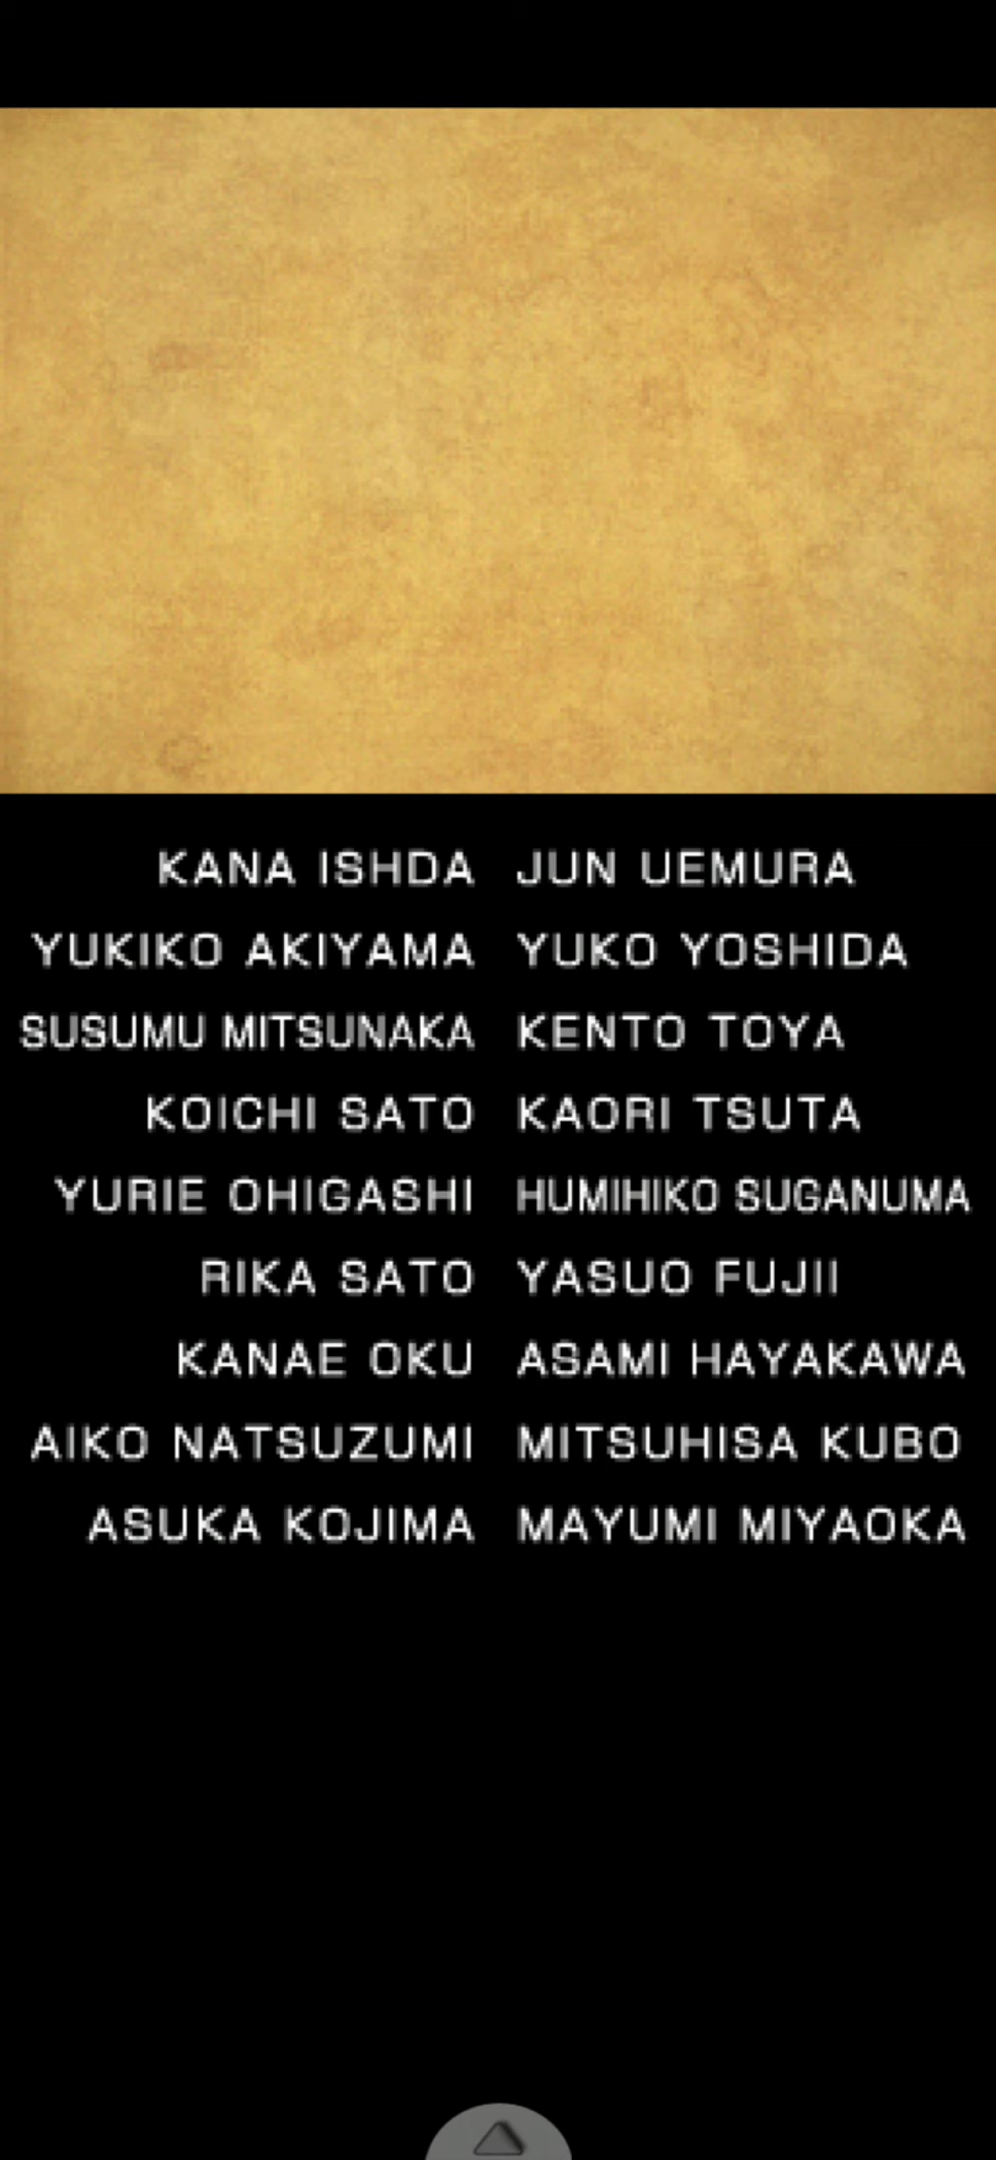 KANA ISHDA JUN UEMURA
YUKIKO AKIYAMA YUKO YOSHIDA
SUSUMU MITSUNAKA KENTO TOYA
KOICHI SATO KAORI TSUTA
YURIE OHIGASHI HUMIHIKO SUGANUMA
RIKA SATO YASUO FUJII
KANAE OKU ASAMI HAYAKAWA
AIKO NATSUZUMI MITSUHISA KUBO
ASUKA KOJIMA MAYUMI MIYAOKA